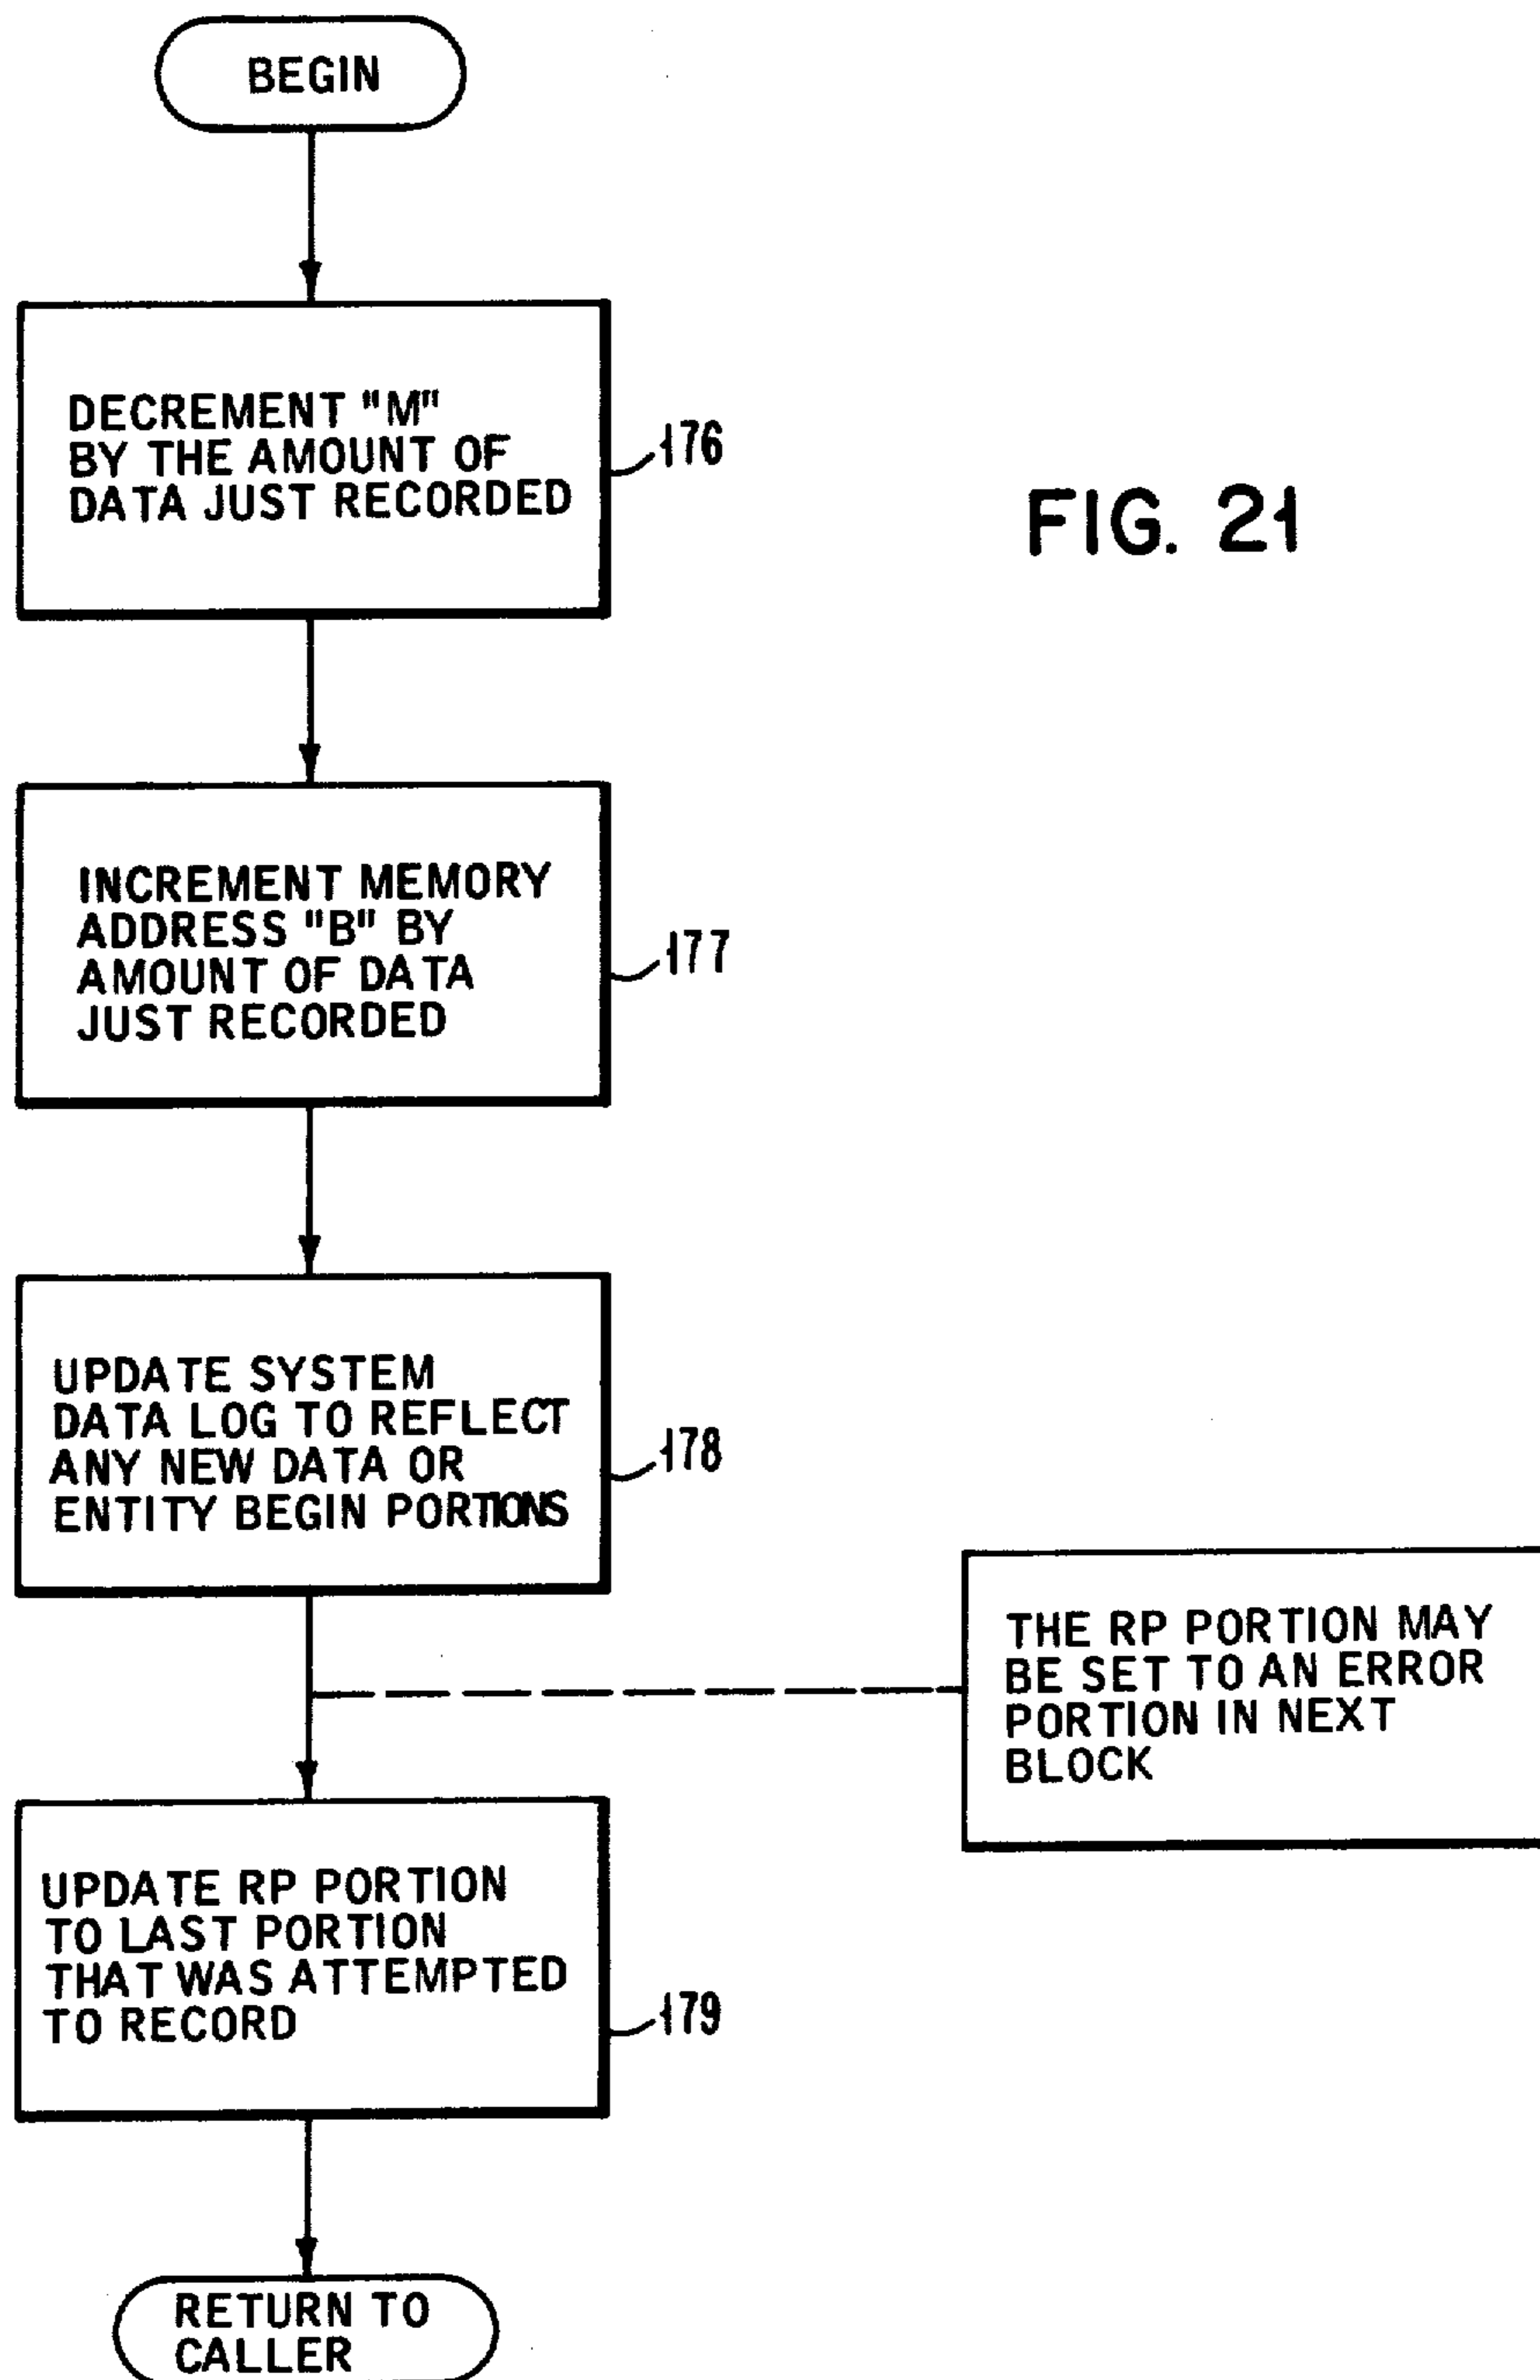 BEGIN
DECREMENT "M"
BY THE AMOUNT OF
DATA JUST RECORDED
176
FIG. 21
INCREMENT MEMORY
ADDRESS "B" BY
AMOUNT OF DATA
JUST RECORDED
177
UPDATE SYSTEM
DATA LOG TO REFLECT
ANY NEW DATA OR
ENTITY BEGIN PORTIONS
178
THE RP PORTION MAY
BE SET TO AN ERROR
PORTION IN NEXT
BLOCK
UPDATE RP PORTION
TO LAST PORTION
THAT WAS ATTEMPTED
TO RECORD
179
RETURN TO
CALLER